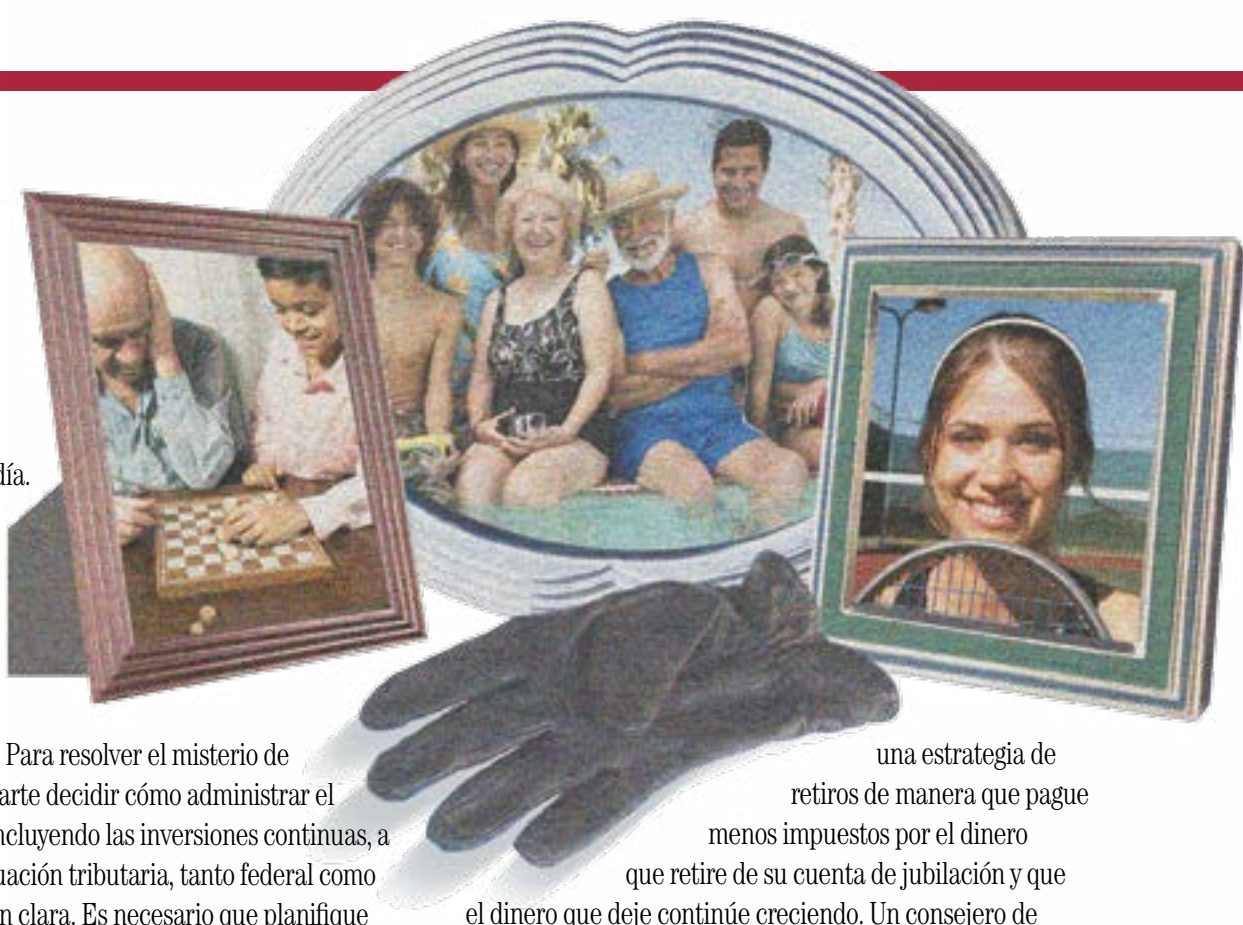 día.
Para resolver el misterio de
arte decidir cómo administrar el
ncluyendo las inversiones continuas, a
uación tributaria, tanto federal como
n clara. Es necesario que planifique
una estrategia de
retiros de manera que pague
menos impuestos por el dinero
que retire de su cuenta de jubilación y que
el dinero que deje continúe creciendo. Un consejero de